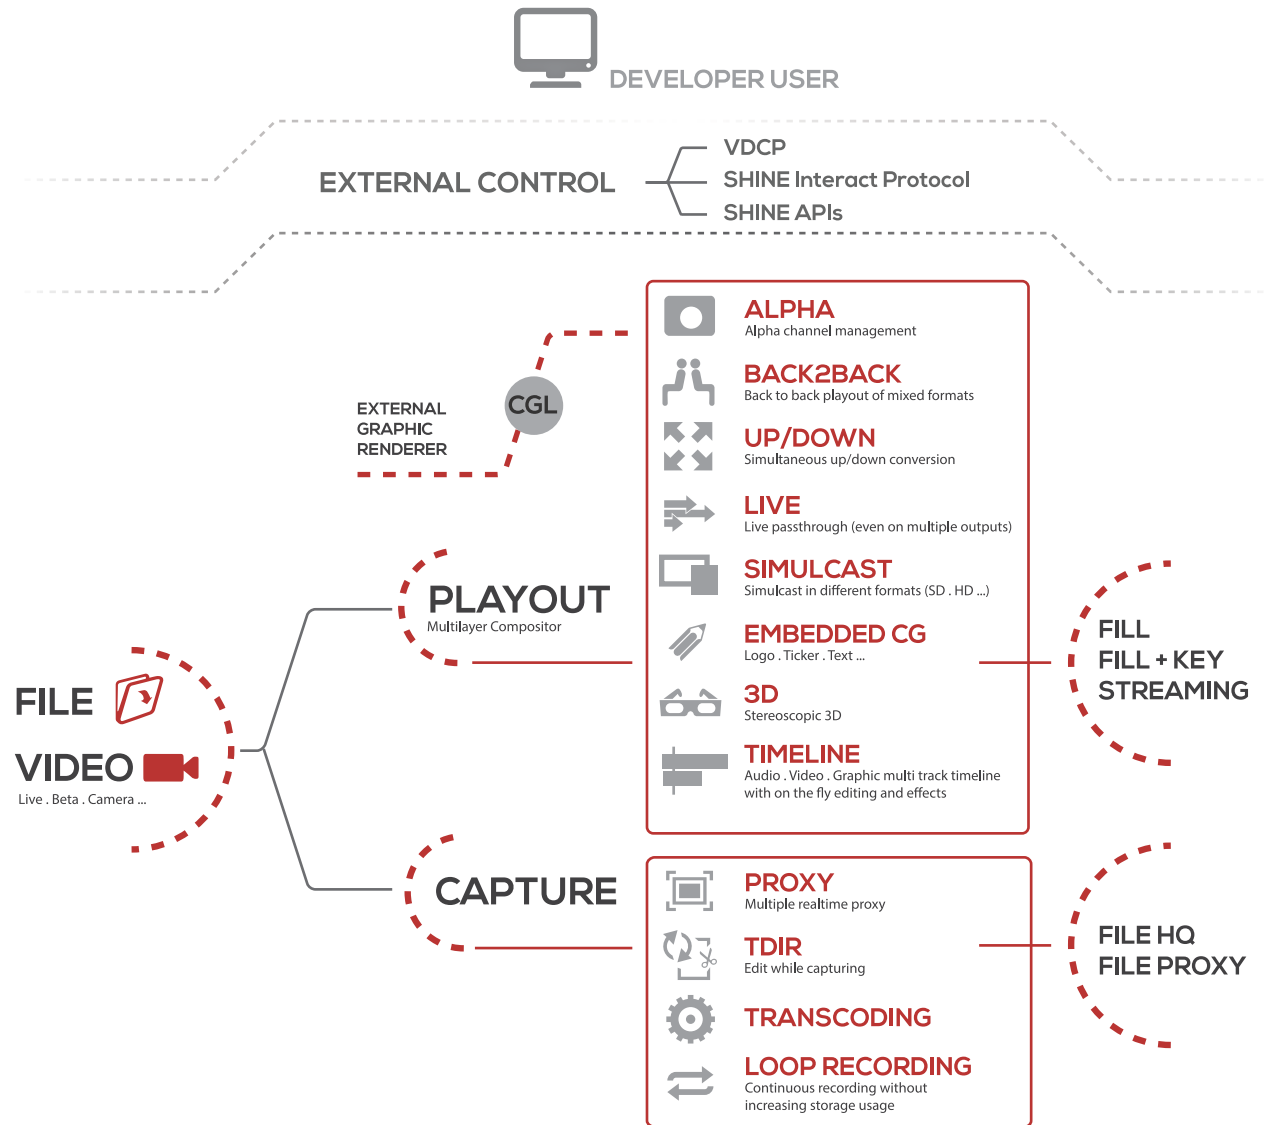 DEVELOPER USER
EXTERNAL CONTROL
VDCP
SHINE Interact Protocol
SHINE APIs
EXTERNAL
GRAPHIC
RENDERER
CGL
ALPHA
Alpha channel management
BACK2BACK
Back to back playout of mixed formats
UP/DOWN
Simultaneous up/down conversion
LIVE
Live passthrough (even on multiple outputs)
SIMULCAST
Simulcast in different formats (SD . HD ...)
EMBEDDED CG
Logo . Ticker . Text ...
3D
Stereoscopic 3D
TIMELINE
Audio . Video . Graphic multi track timeline
with on the fly editing and effects
PLAYOUT
Multilayer Compositor
FILL
FILL + KEY
STREAMING
FILE
VIDEO
Live . Beta . Camera ...
CAPTURE
PROXY
Multiple realtime proxy
TDIR
Edit while capturing
TRANSCODING
LOOP RECORDING
Continuous recording without
increasing storage usage
FILE HQ
FILE PROXY